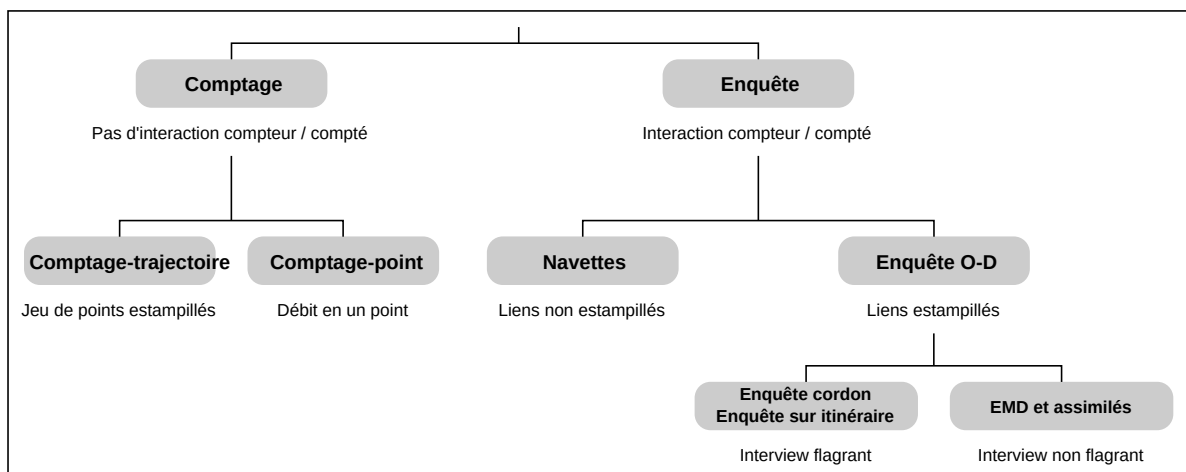 Comptage
Enquête
Pas d'interaction compteur / compté
Interaction compteur / compté
Comptage-trajectoire
Comptage-point
Navettes
Enquête O-D
Jeu de points estampillés
Débit en un point
Liens non estampillés
Liens estampillés
Enquête cordon
Enquête sur itinéraire
EMD et assimilés
Interview flagrant
Interview non flagrant